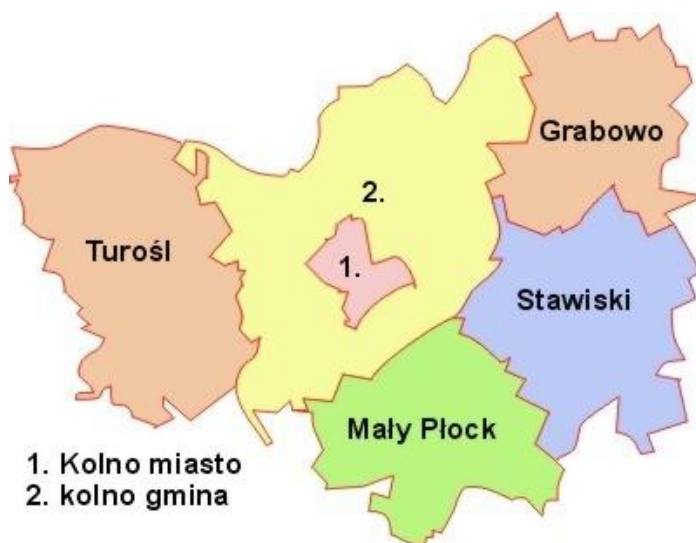 Grabowo
2.
Turośl
1.
Stawiski
Mały Płock
1. Kolno miasto
2. kolno gmina